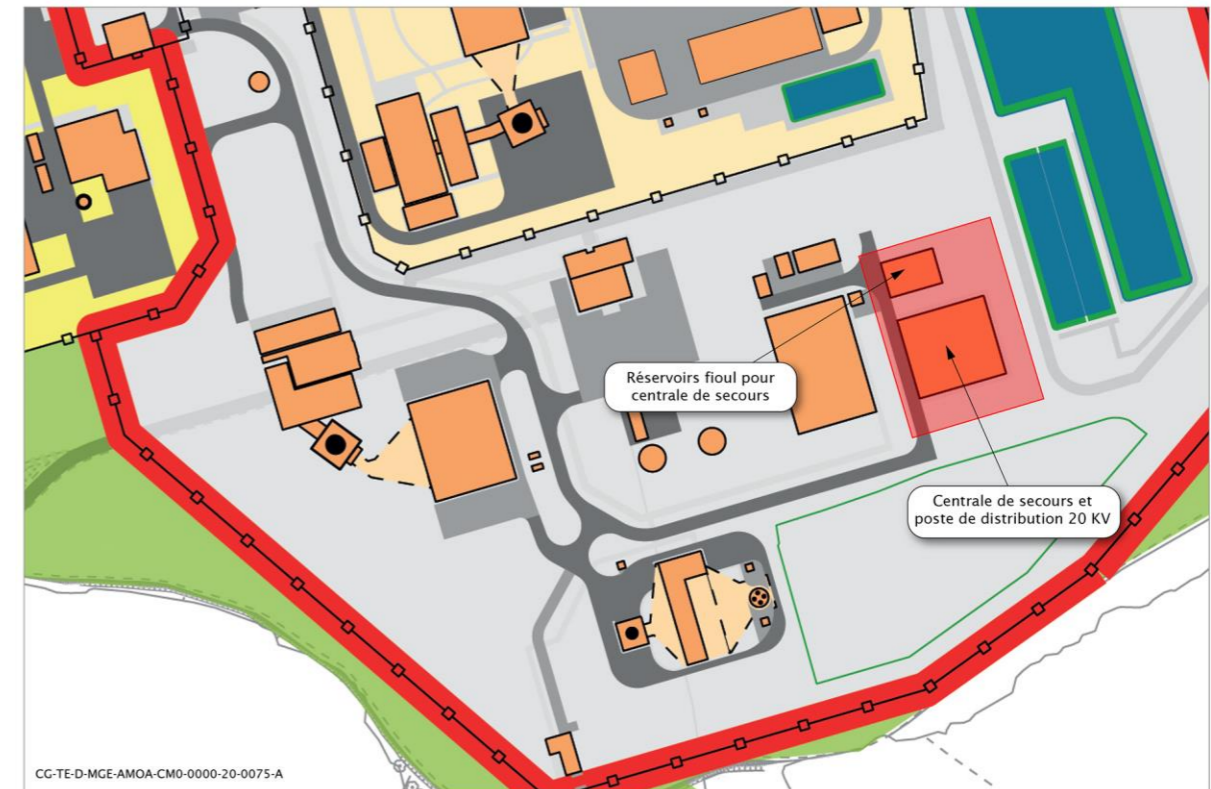 Réservoirs fioul pour
centrale de secours
Centrale de secours et
poste de distribution 20 KV
CG-TE-D-MGE-AMOA-CM0-0000-20-0075-A